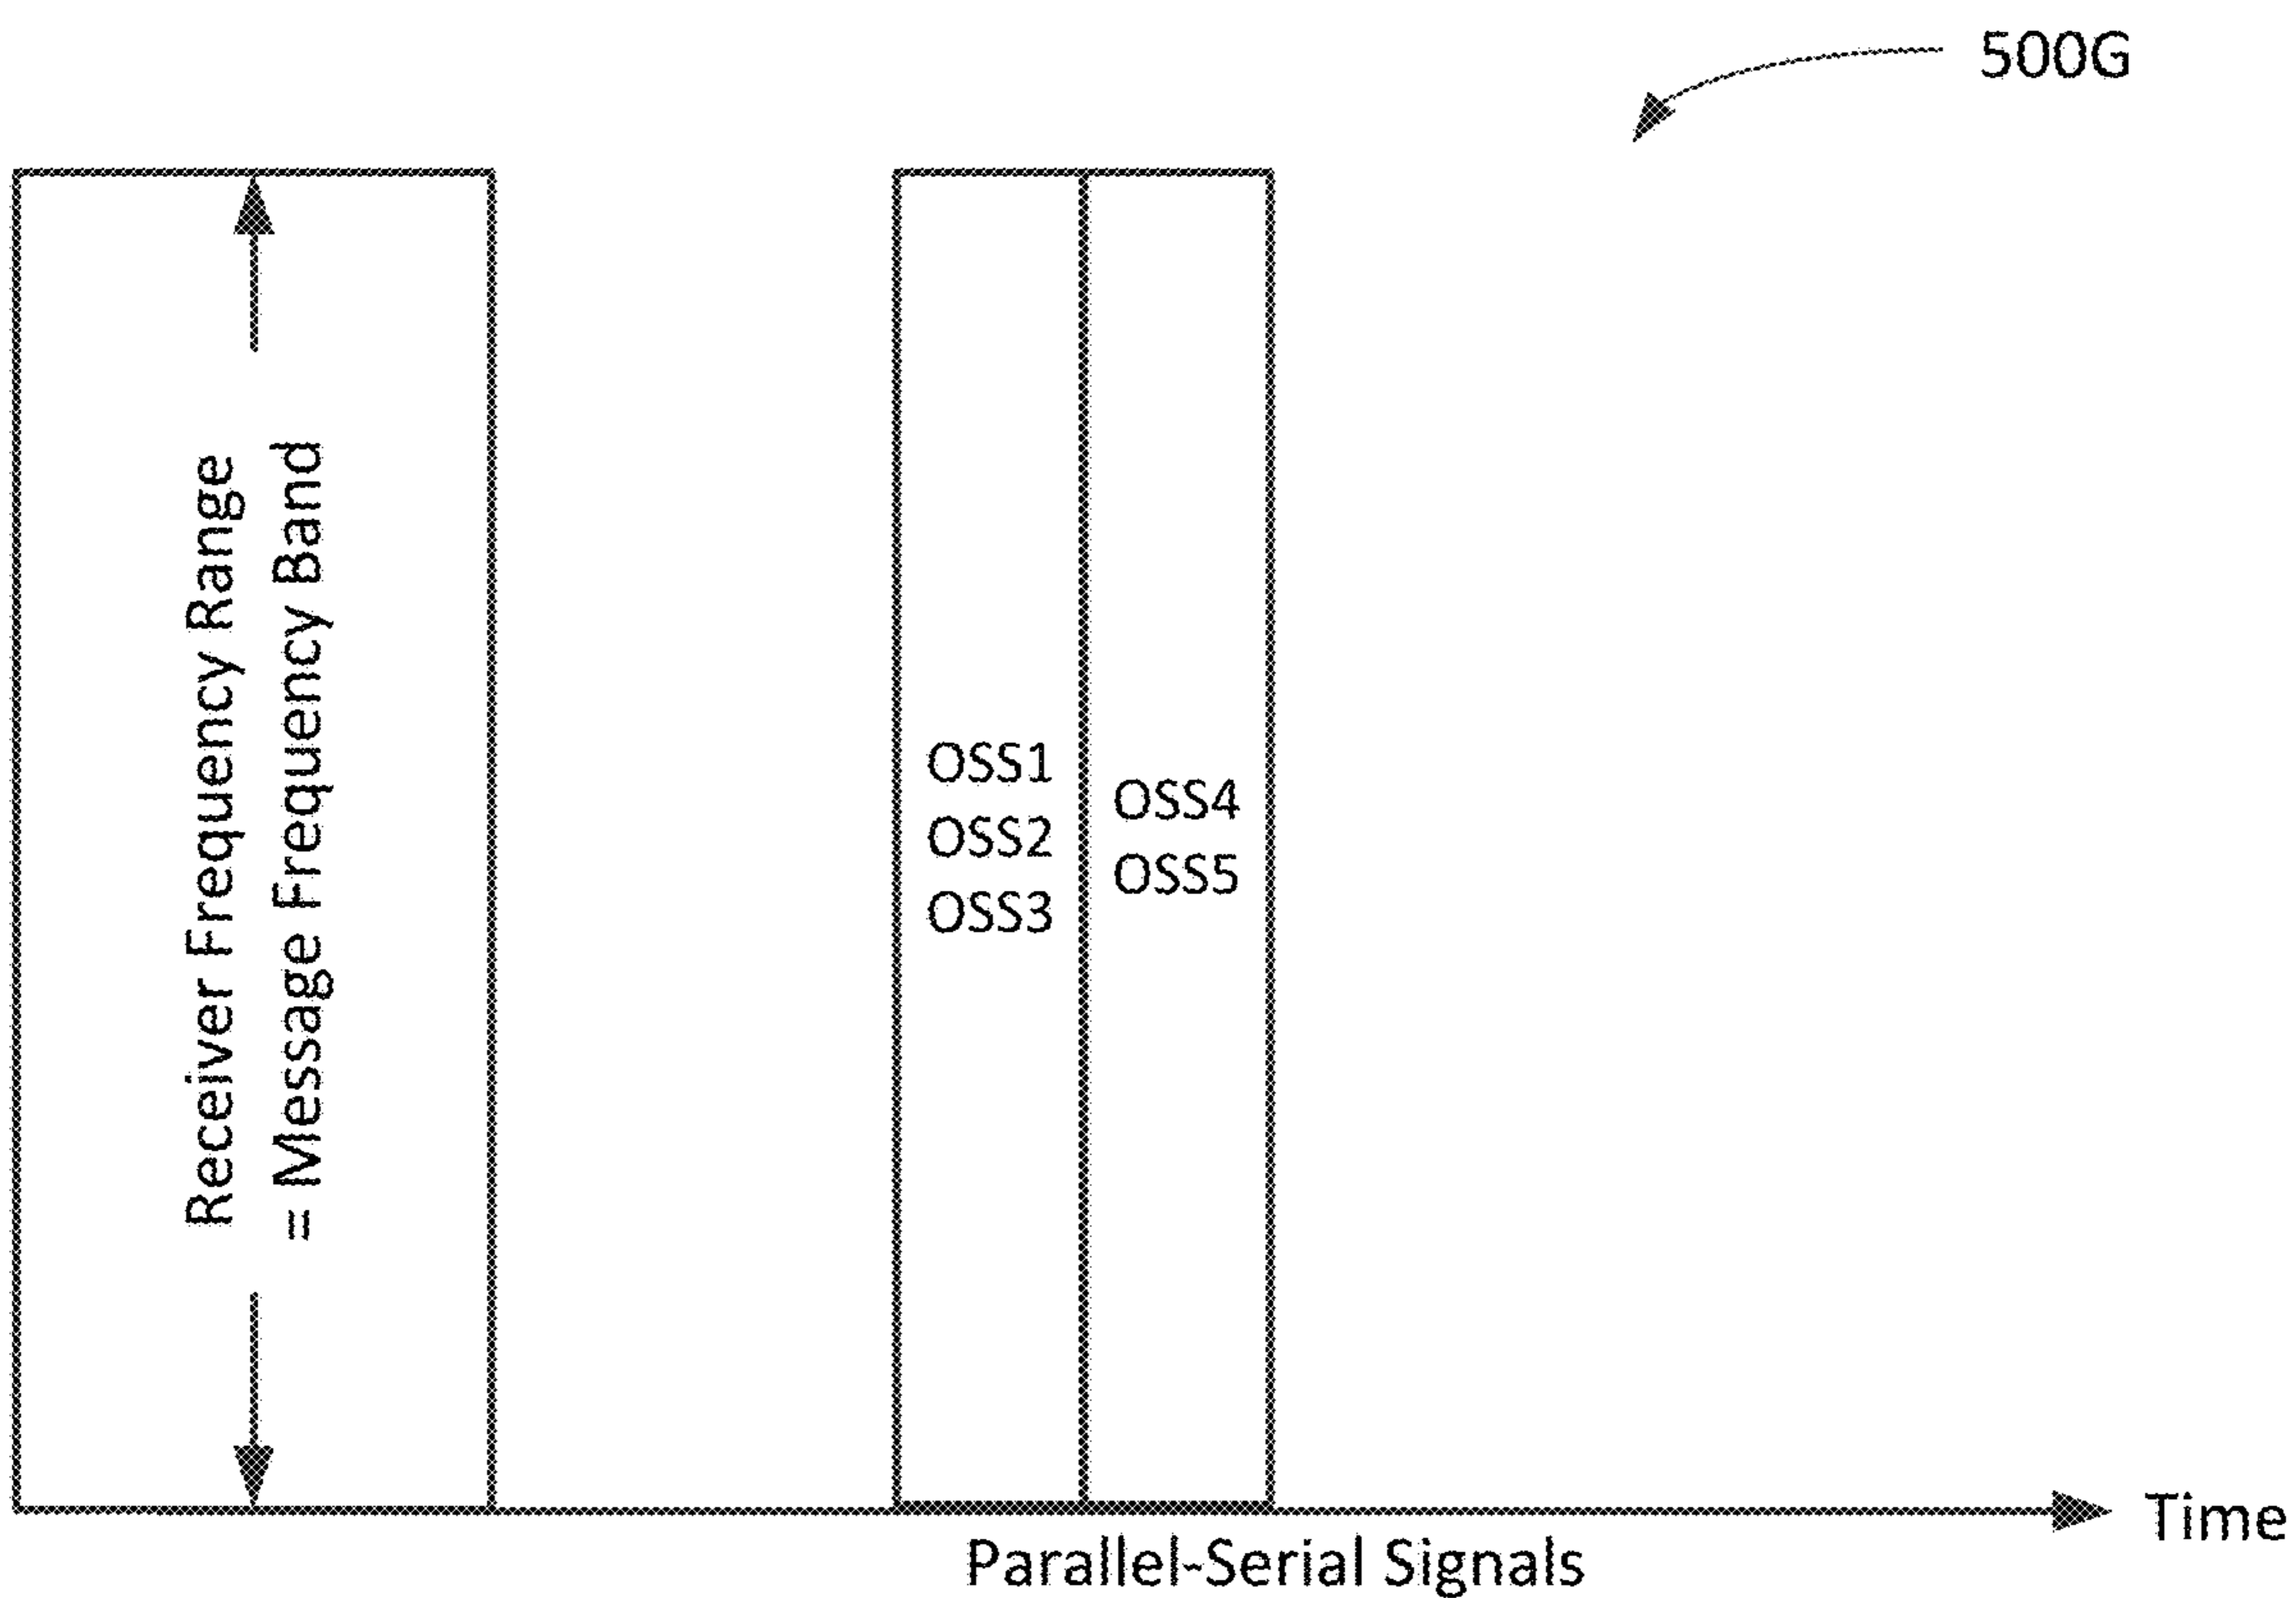 500G
Receiver Frequency Range
= Message Frequency Band
OSS1
OSS2
OSS3
OSS4
OSS5
Time
Parallel-Serial Signals